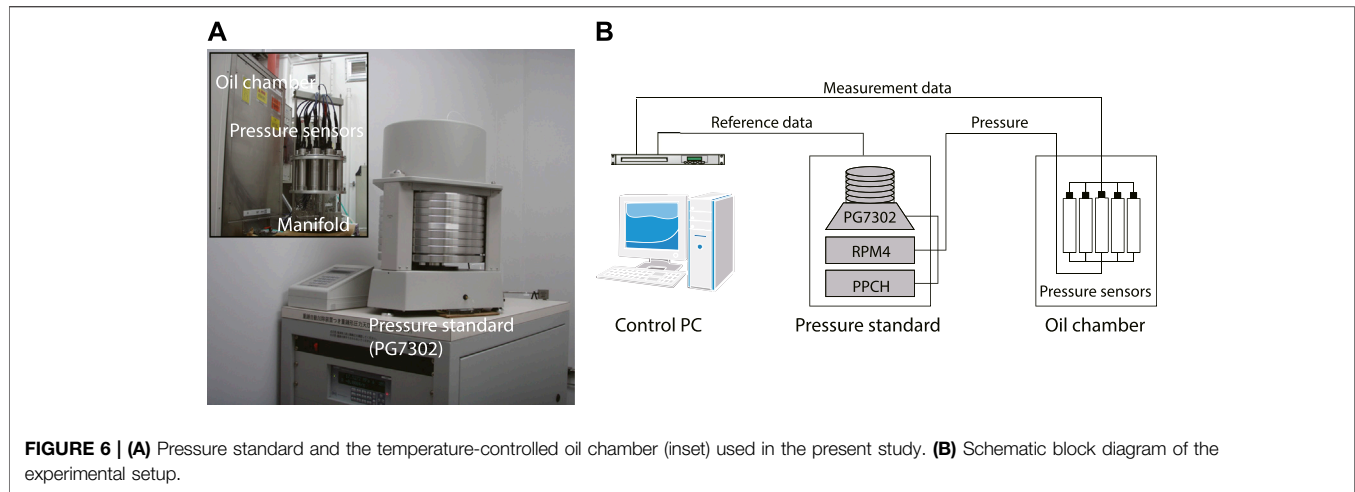 A
B
Oil chamber
Pressure sensors
Manifold
Pressure standard
(PG7302)
Measurement data
Reference data
Pressure
PG7302
RPM4
PPCH
Pressure sensors
Control PC
Pressure standard
Oil chamber
FIGURE 6 | (A) Pressure standard and the temperature-controlled oil chamber (inset) used in the present study. (B) Schematic block diagram of the
experimental setup.